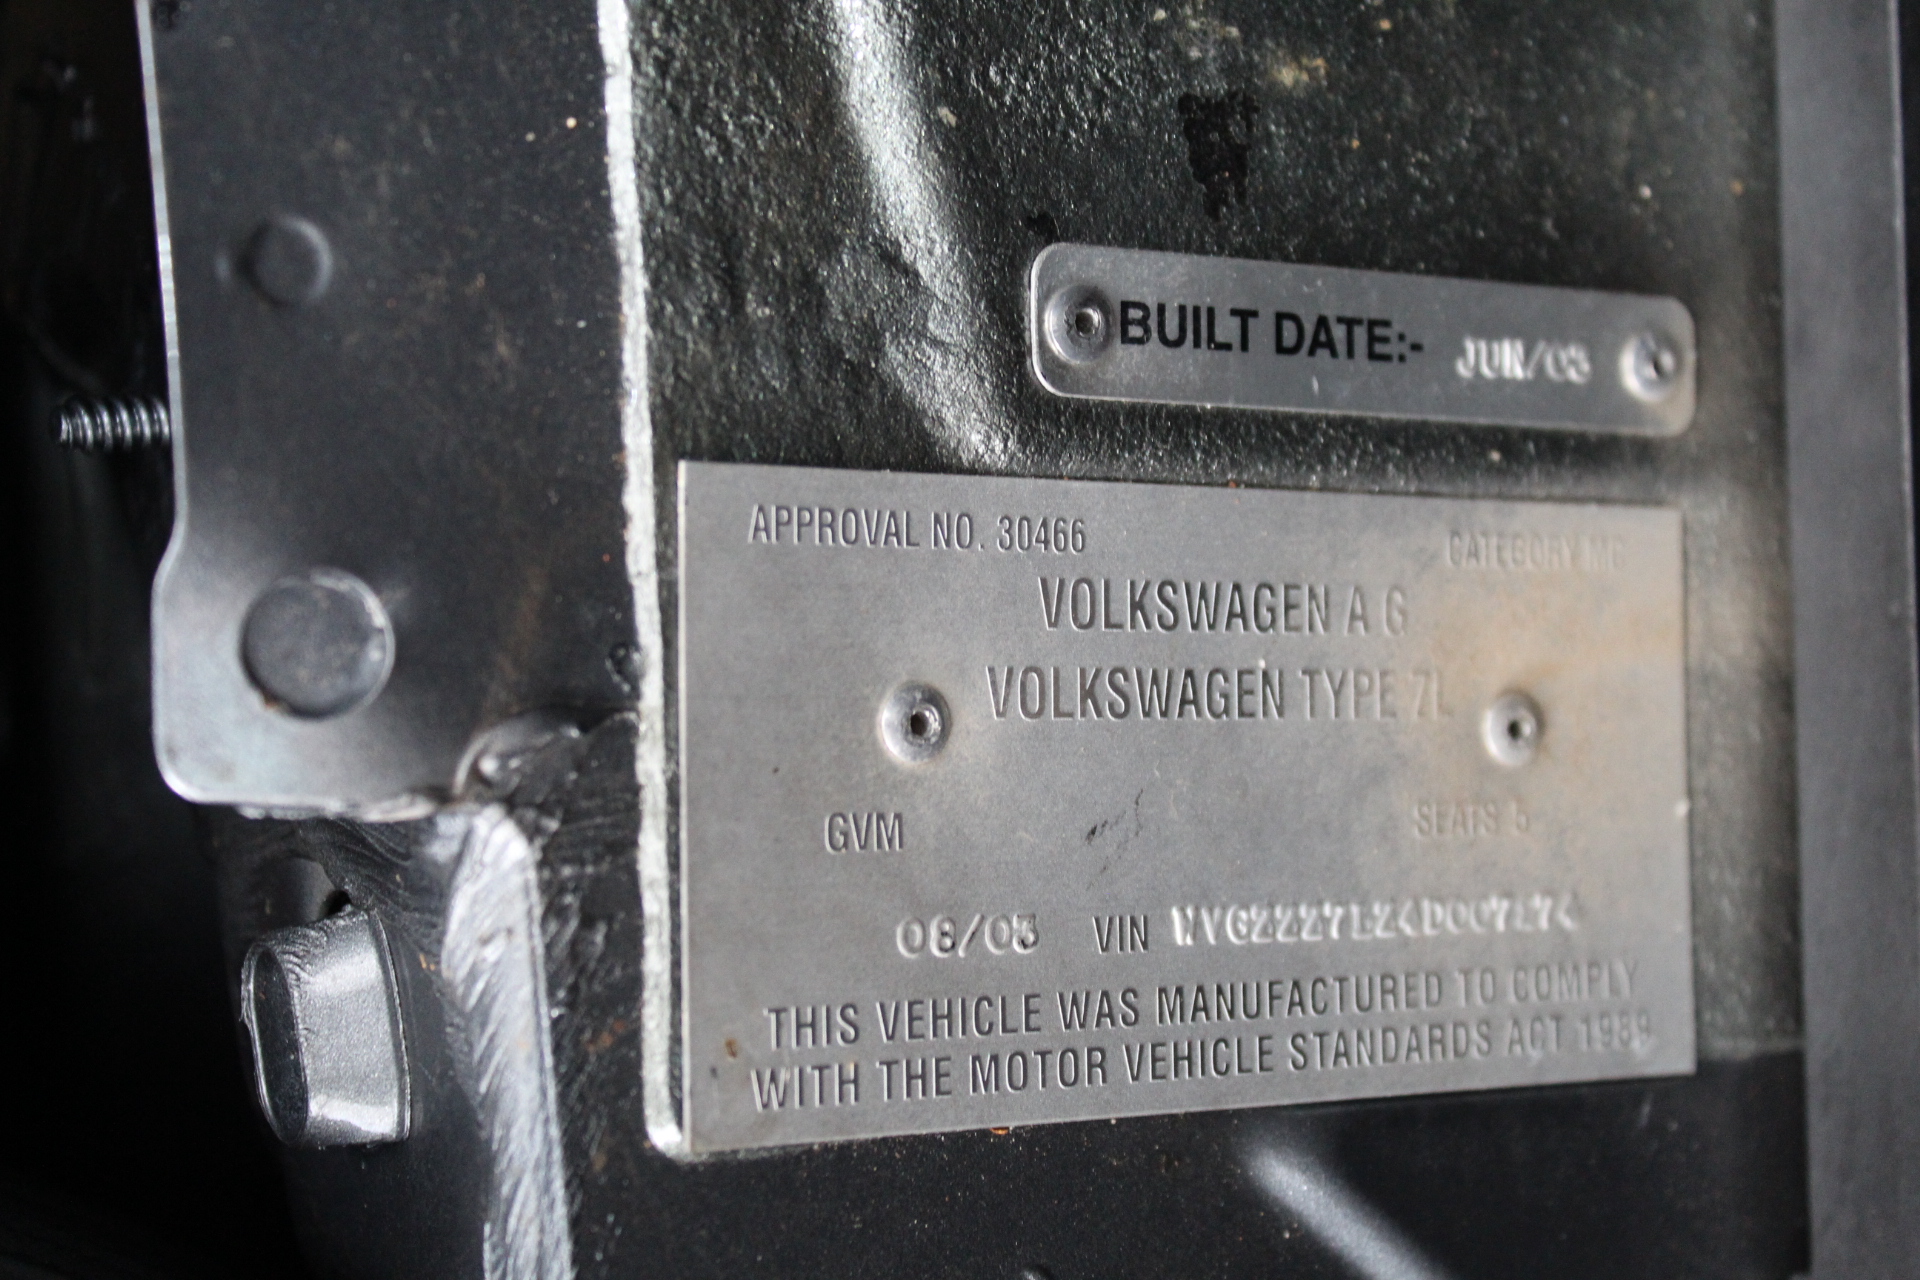 BUILT DATE:- JUN/03
APPROVAL NO. 30466 CATEGORY MC
VOLKSWAGEN A G
VOLKSWAGEN TYPE 7L
GVM SEATS 5
08/03 VIN
THIS VEHICLE WAS MANUFACTURED TO COMPLY
WITH THE MOTOR VEHICLE STANDARDS ACT 1989